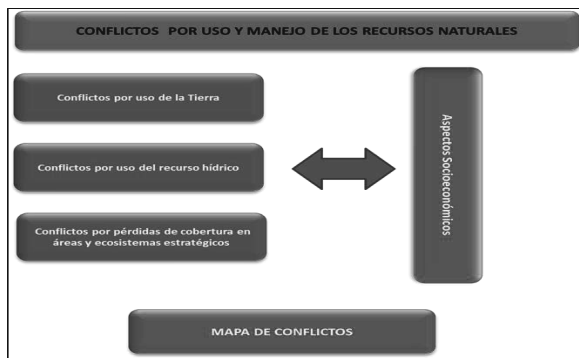 CONFLICTOS POR USO Y MANEJO DE LOS RECURSOS NATURALES
Conflictos por uso de la Tierra
Conflictos por uso del recurso hídrico
Conflictos por pérdidas de cobertura en
áreas y ecosistemas estratégicos
Aspectos Socioeconómicos
MAPA DE CONFLICTOS